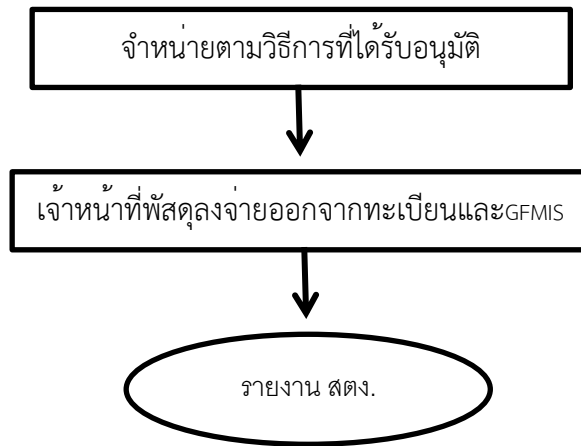 จำหน่ายตามวิธีการที่ได้รับอนุมัติ
เจ้าหน้าที่พัสดุลงจ่ายออกจากทะเบียนและGFMIS
รายงาน สตง.